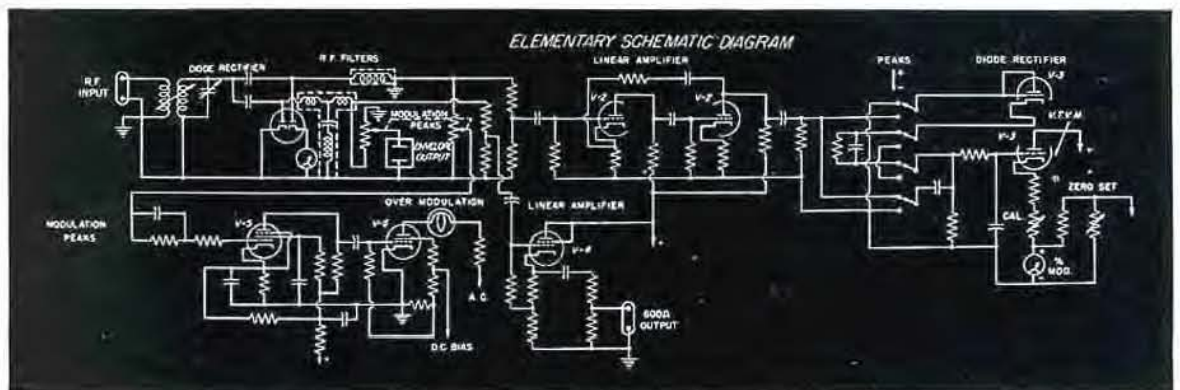 ELEMENTARY SCHEMATIC DIAGRAM
R.F. INPUT
DIODE RECTIFIER
R.F. FILTERS
MODULATION PEAKS
ENVELOPE OUTPUT
LINEAR AMPLIFIER
V-2
V-2
PEAKS
+
-
DIODE RECTIFIER
V-3
V-3
V.T.V.M.
ZERO SET
CAL.
% MOD.
MODULATION PEAKS
V-5
OVER MODULATION
A.C.
D.C. BIAS
LINEAR AMPLIFIER
V-4
600Ω OUTPUT